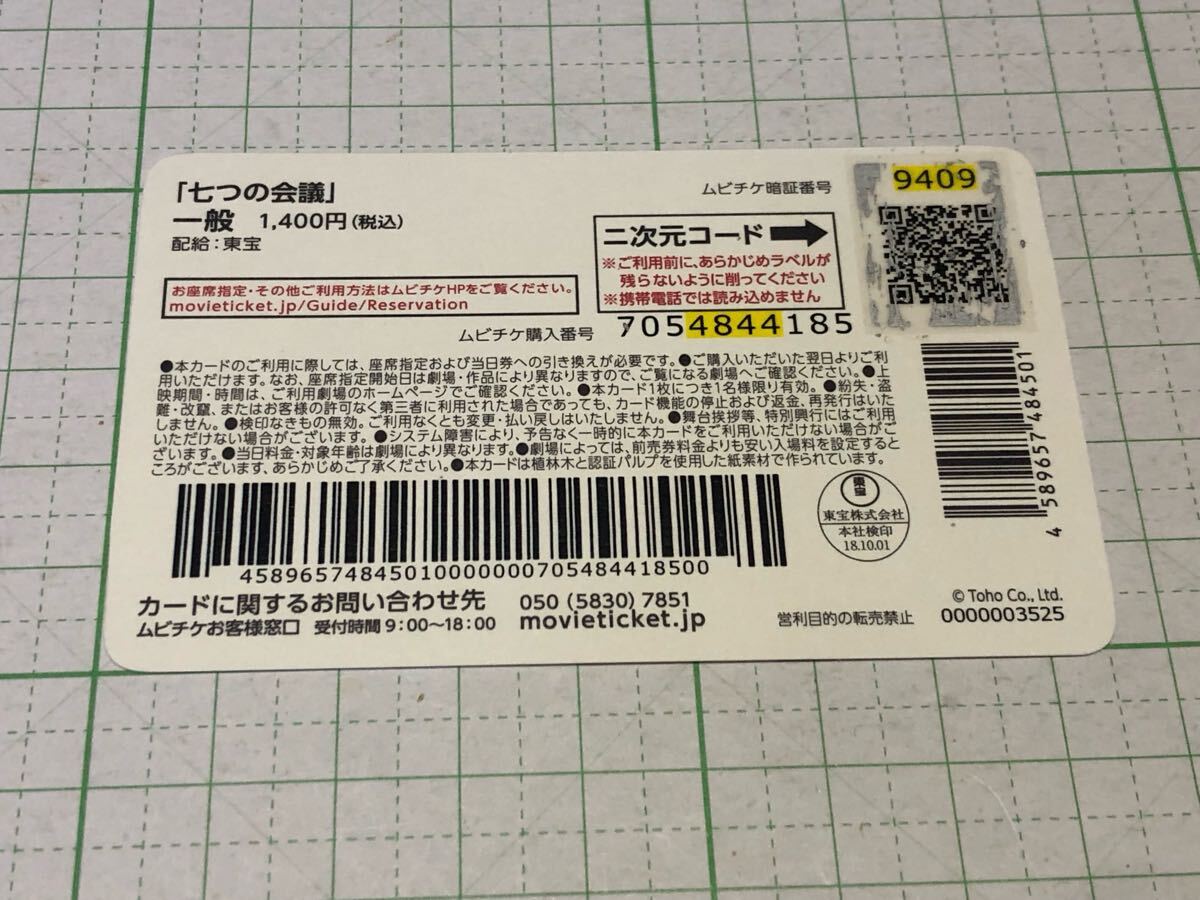 「七つの会議」
一般 1,400円(税込)
配給:東宝
ムビチケ暗証番号
9409
二次元コード
※ご利用前に、あらかじめラベルが
残らないように削ってください
※携帯電話では読み込めません
お座席指定・その他ご利用方法はムビチケHPをご覧ください。
movieticket.jp/Guide/Reservation
ムビチケ購入番号
7054844185
●本カードのご利用に際しては、座席指定および当日券への引き換えが必要です。●ご購入いただいた翌日よりご利
用いただけます。なお、座席指定開始日は劇場・作品により異なりますので、ご覧になる劇場へご確認ください。●上
映期間・時間は、ご利用劇場のホームページでご確認ください。●本カード1枚につき1名様限り有効。●紛失・盗
難・改竄、またはお客様の許可なく第三者に利用された場合であっても、カード機能の停止および返金、再発行はいた
しません。●検印なきもの無効。ご利用なくとも変更・払い戻しはいたしません。●舞台挨拶等、特別興行にはご利用
いただけない場合がございます。●システム障害により、予告なく一時的に本カードをご利用いただけない場合がご
ざいます。●当日料金・対象年齢は劇場により異なります。●劇場によっては、前売券料金よりも安い入場料を設定すると
ころがございます、あらかじめご了承ください。●本カードは植林木と認証パルプを使用した紙素材で作られています。
4589657484501
45896574845010000000705484418500
東宝
東宝株式会社
本社検印
18.10.01
カードに関するお問い合わせ先 050 (5830) 7851
ムビチケお客様窓口 受付時間 9:00〜18:00 movieticket.jp
営利目的の転売禁止
© Toho Co., Ltd.
0000003525